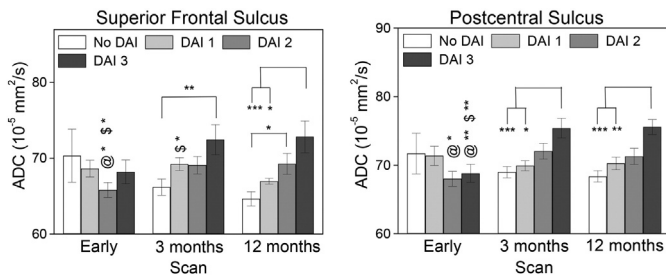 Superior Frontal Sulcus
No DAI DAI 1 DAI 2
DAI 3
ADC (10⁻⁵ mm²/s)
80
70
60
@ * $ *
$ *
**
*** *
*
Early 3 months 12 months
Scan
Postcentral Sulcus
No DAI DAI 1 DAI 2
DAI 3
ADC (10⁻⁵ mm²/s)
90
80
70
60
@ *
@ ** $ **
*** *
*** **
Early 3 months 12 months
Scan